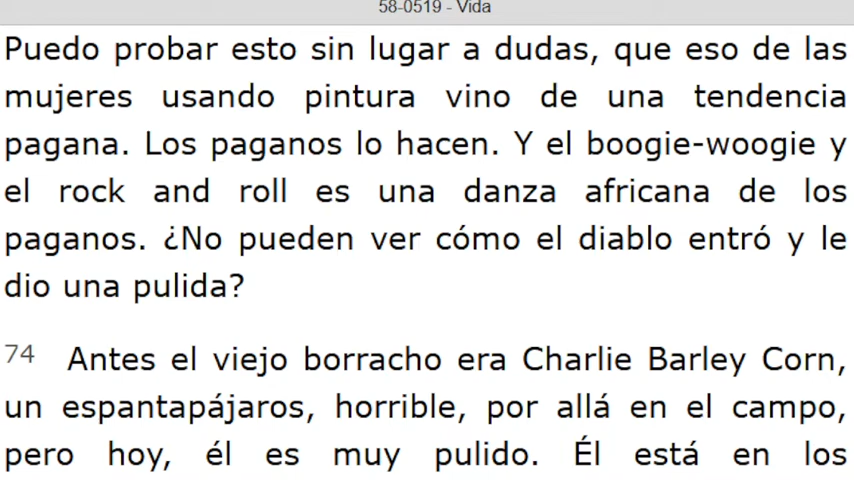 58-0519 - Vida
Puedo probar esto sin lugar a dudas, que eso de las
mujeres usando pintura vino de una tendencia
pagana. Los paganos lo hacen. Y el boogie-woogie y
el rock and roll es una danza africana de los
paganos. ¿No pueden ver cómo el diablo entró y le
dio una pulida?
74 Antes el viejo borracho era Charlie Barley Corn,
un espantapájaros, horrible, por allá en el campo,
pero hoy, él es muy pulido. Él está en los